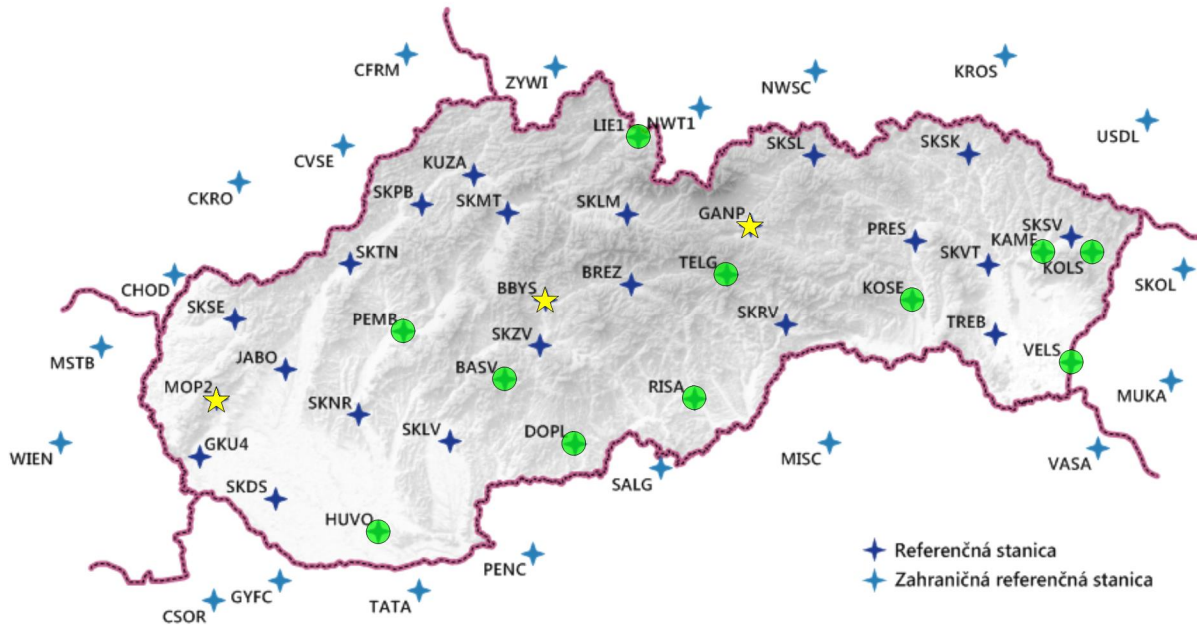 CFRM
ZYWI
NWSC
KROS
LIE1
NWT1
USDL
CVSE
KUZA
SKSL
SKSK
CKRO
SKPB
SKMT
SKLM
GANP
PRES
SKSV
KAME
SKTN
SKVT
KOLS
CHOD
BREZ
TELG
SKOL
SKSE
BBYS
KOSE
PEMB
SKRV
TREB
MSTB
JABO
SKZV
VELS
MOP2
BASV
RISA
MUKA
SKNR
WIEN
GKU4
SKLV
DOPL
MISC
VASA
SALG
SKDS
HUVO
PENC
Referenčná stanica
Zahraničná referenčná stanica
CSOR
GYFC
TATA